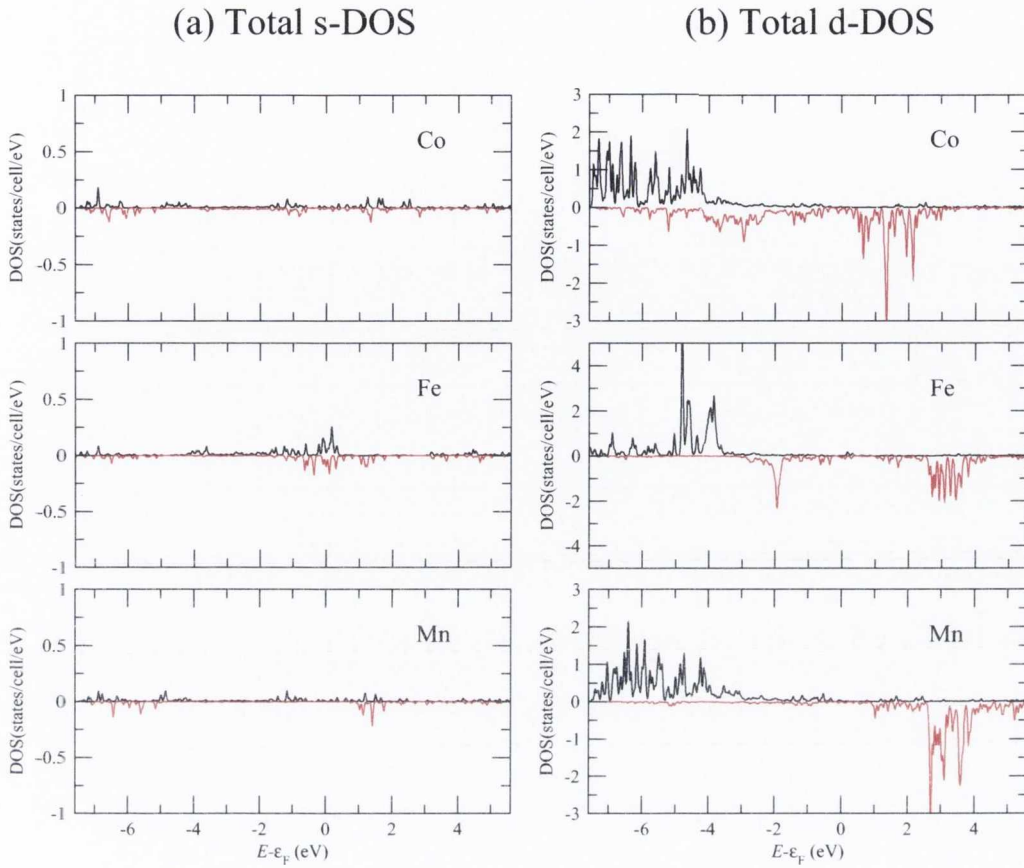 (a) Total s-DOS
(b) Total d-DOS
1
0.5
0
-0.5
-1
DOS(states/cell/eV)
Co
3
2
1
0
-1
-2
-3
DOS(states/cell/eV)
Co
1
0.5
0
-0.5
-1
DOS(states/cell/eV)
Fe
4
2
0
-2
-4
DOS(states/cell/eV)
Fe
1
0.5
0
-0.5
-1
DOS(states/cell/eV)
Mn
-6 -4 -2 0 2 4
E-ε_F (eV)
3
2
1
0
-1
-2
-3
DOS(states/cell/eV)
Mn
-6 -4 -2 0 2 4
E-ε_F (eV)